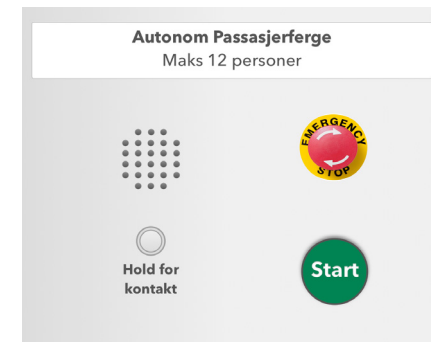 Autonom Passasjerferge
Maks 12 personer
EMERGENCY
STOP
Hold for
kontakt
Start